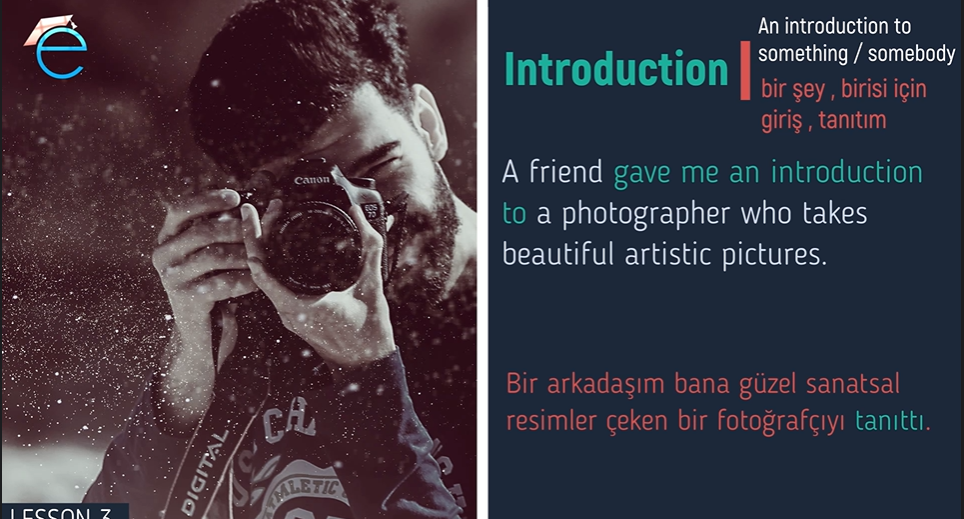 e
Canon
EOS
7D
DIGITAL
LESSON 3
Introduction
An introduction to
something / somebody
bir şey , birisi için
giriş , tanıtım
A friend gave me an introduction
to a photographer who takes
beautiful artistic pictures.
Bir arkadaşım bana güzel sanatsal
resimler çeken bir fotoğrafçıyı tanıttı.